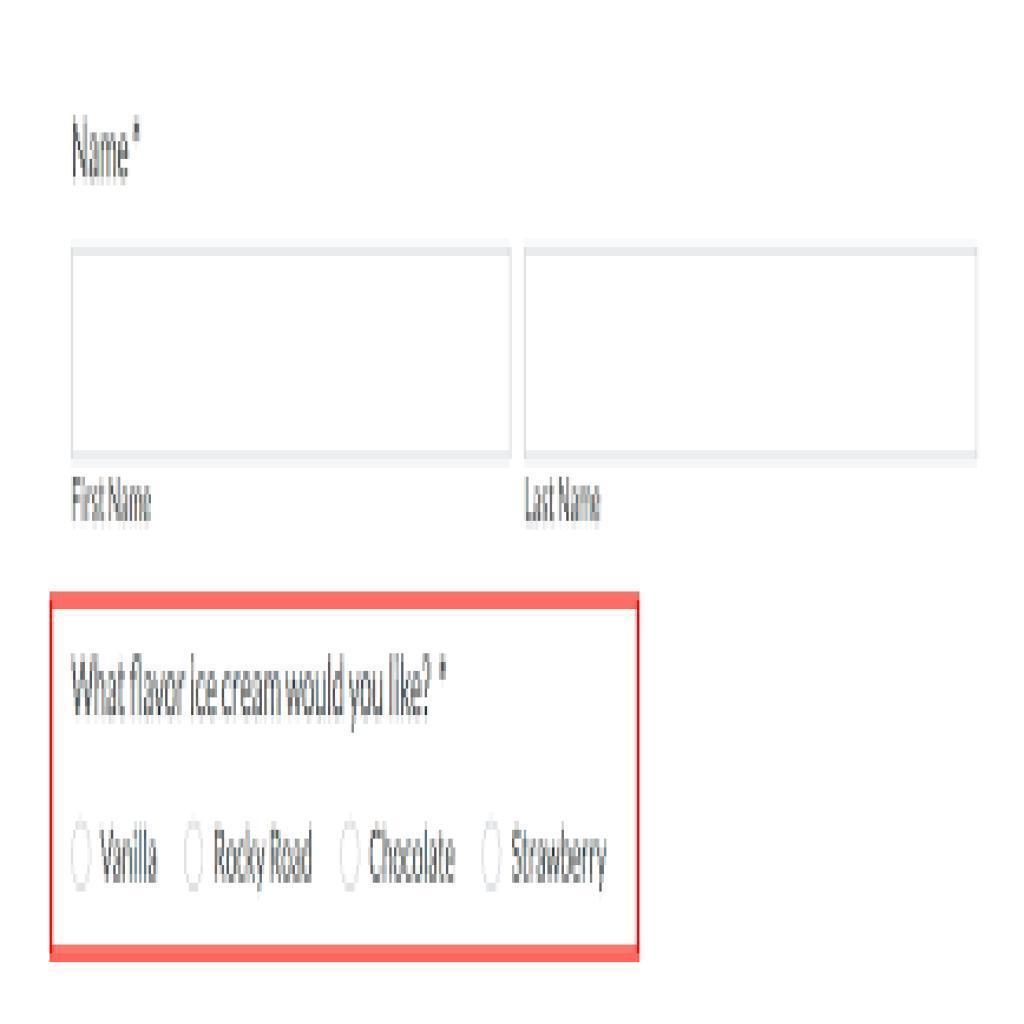 Name *
First Name Last Name
What flavor ice cream would you like? *
Vanilla Rocky Road Chocolate Strawberry